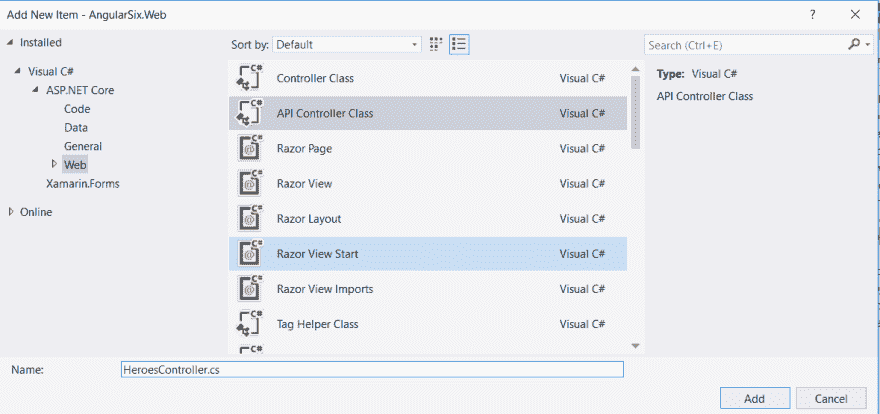 Add New Item - AngularSix.Web
?
Installed
Visual C#
ASP.NET Core
Code
Data
General
Web
Xamarin.Forms
Online
Sort by: Default
Search (Ctrl+E)
Controller Class Visual C#
API Controller Class Visual C#
Razor Page Visual C#
Razor View Visual C#
Razor Layout Visual C#
Razor View Start Visual C#
Razor View Imports Visual C#
Tag Helper Class Visual C#
Type: Visual C#
API Controller Class
Name: HeroesController.cs
Add Cancel